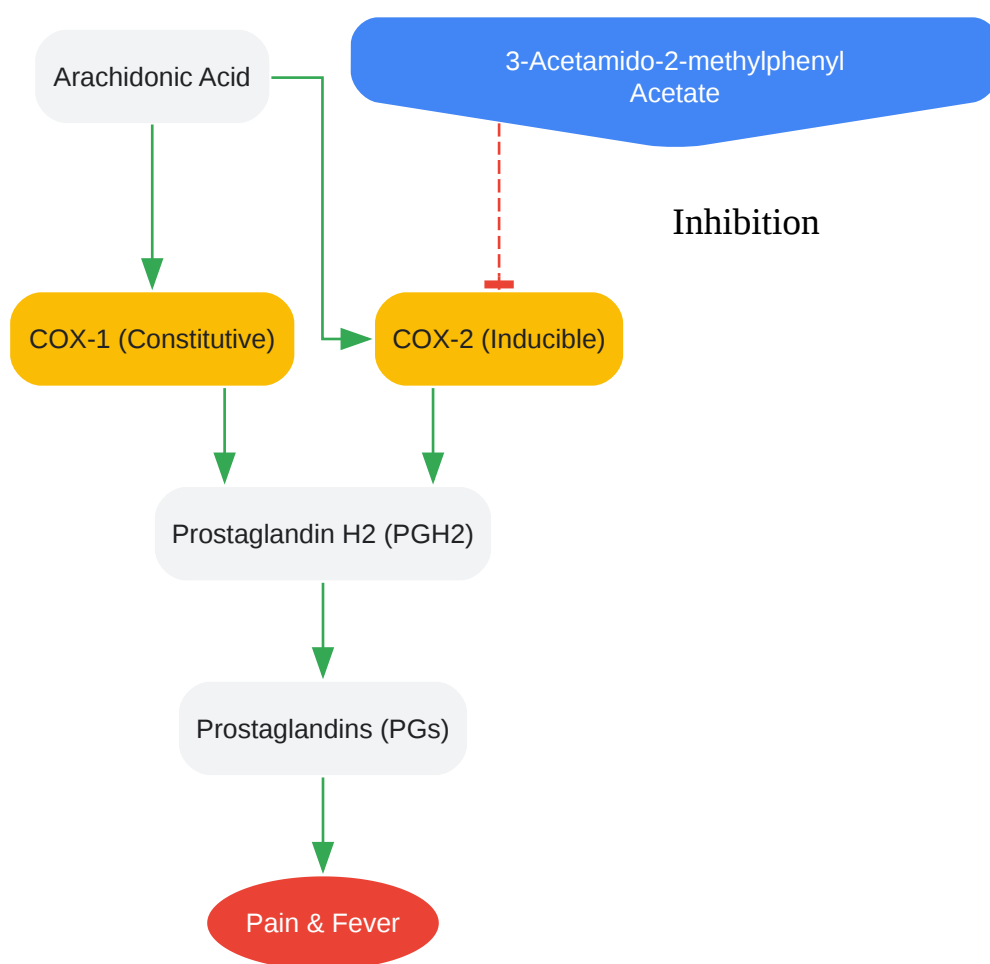 Arachidonic Acid
3-Acetamido-2-methylphenyl
Acetate
Inhibition
COX-1 (Constitutive)
COX-2 (Inducible)
Prostaglandin H2 (PGH2)
Prostaglandins (PGs)
Pain & Fever